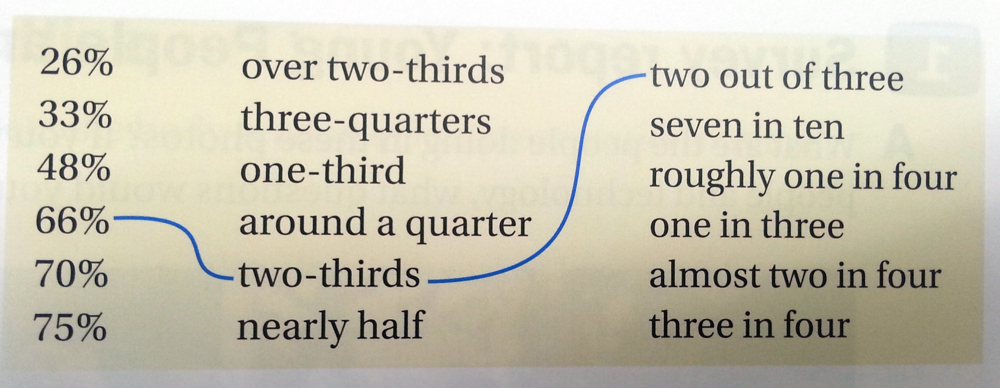 26% over two-thirds two out of three
33% three-quarters seven in ten
48% one-third roughly one in four
66% around a quarter one in three
70% two-thirds almost two in four
75% nearly half three in four